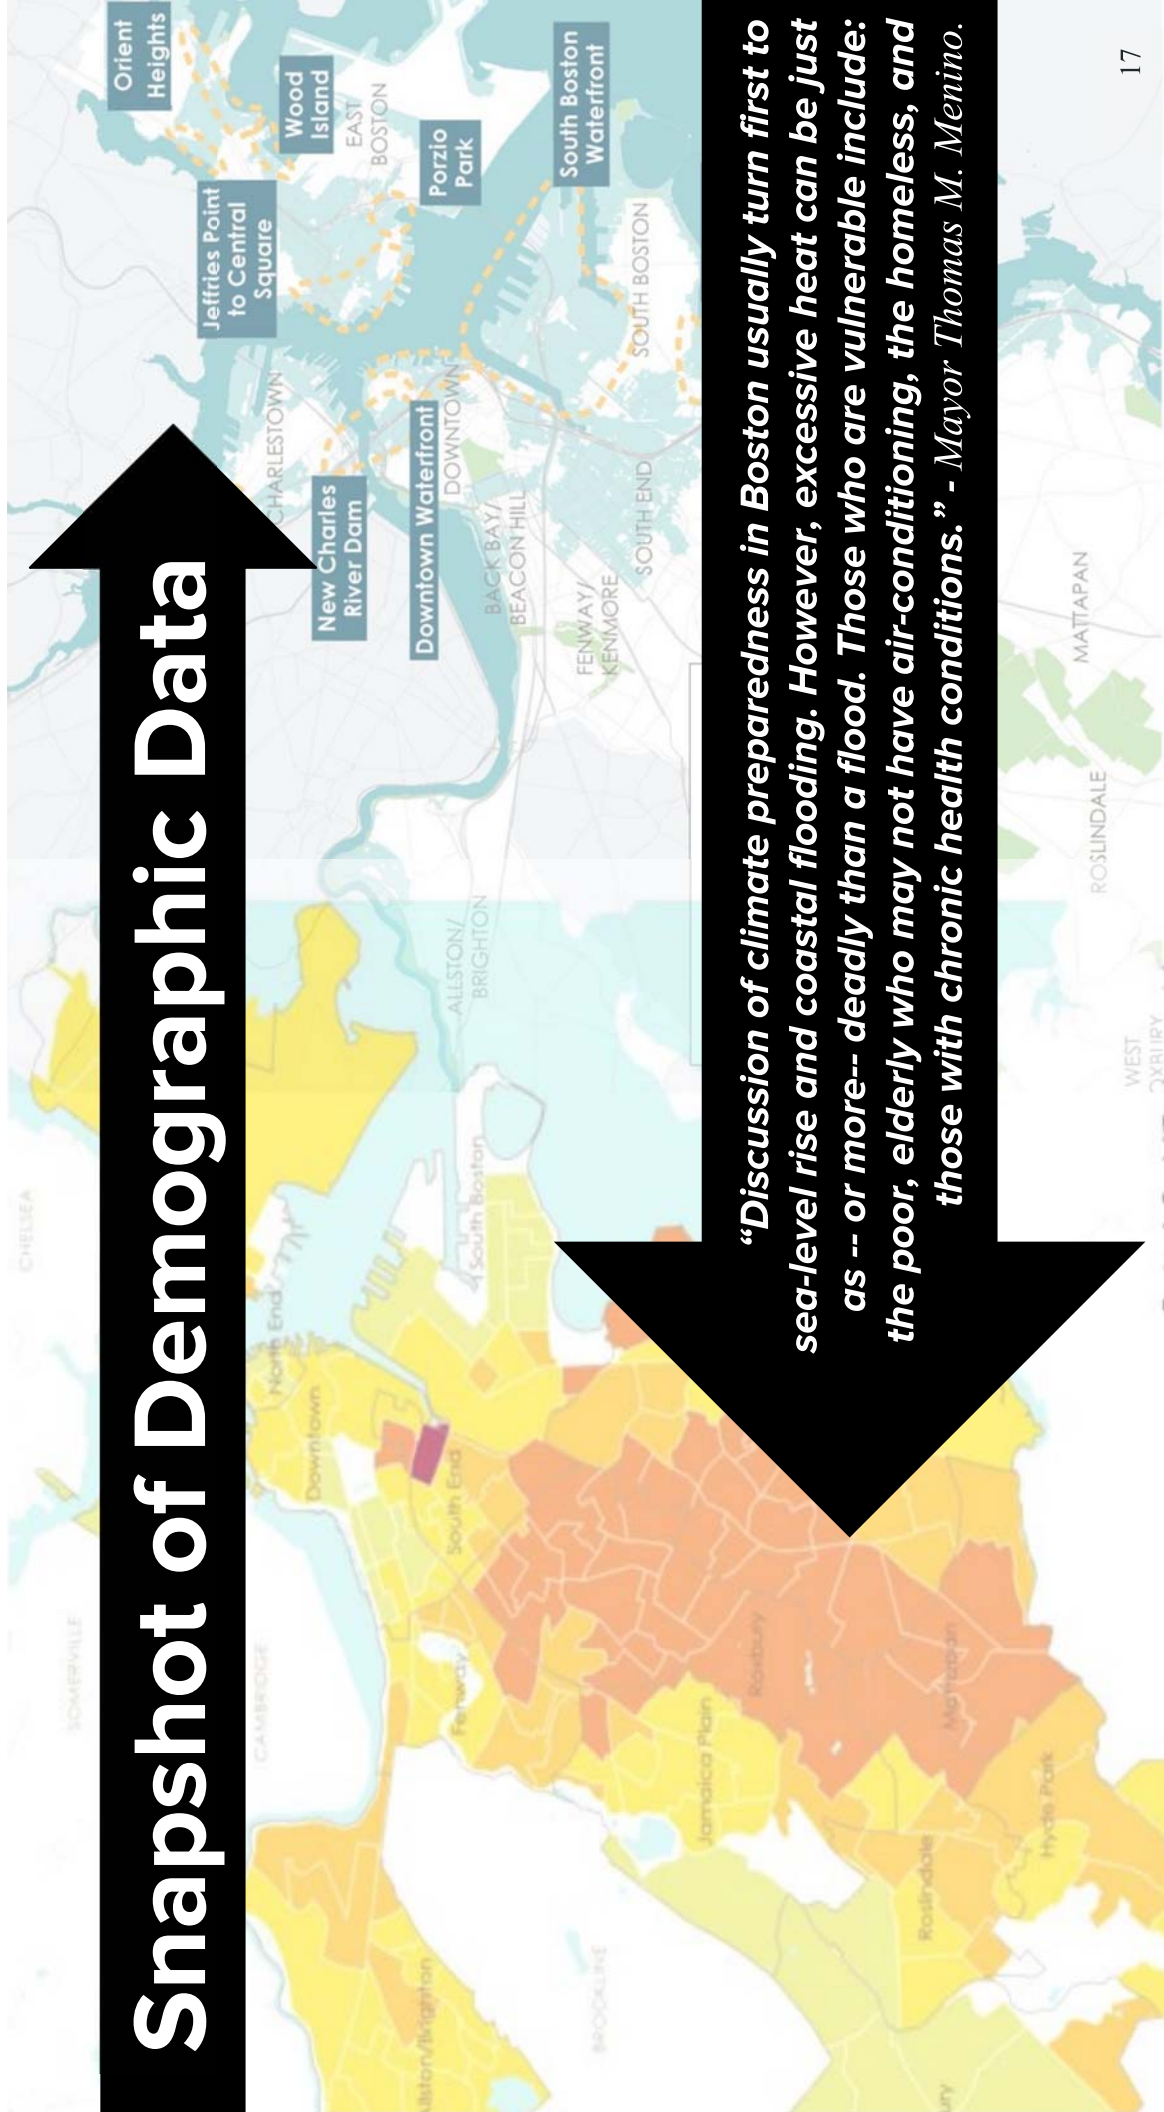 Snapshot of Demographic Data
“Discussion of climate preparedness in Boston usually turn first to
sea-level rise and coastal flooding. However, excessive heat can be just
as -- or more-- deadly than a flood. Those who are vulnerable include:
the poor, elderly who may not have air-conditioning, the homeless, and
those with chronic health conditions.” - Mayor Thomas M. Menino.
17
SOMERVILLE
CAMBRIDGE
CHELSEA
North End
Downtown
South Boston
South End
Fenway
Jamaica Plain
Roxbury
Mattapan
Hyde Park
Roslindale
BROOKLINE
Orient
Heights
Wood
Island
EAST
BOSTON
Porzio
Park
South Boston
Waterfront
Jeffries Point
to Central
Square
CHARLESTOWN
New Charles
River Dam
Downtown Waterfront
DOWNTOWN
BACK BAY/
BEACON HILL
FENWAY/
KENMORE
SOUTH END
SOUTH BOSTON
ALLSTON/
BRIGHTON
MATTAPAN
ROSLINDALE
WEST